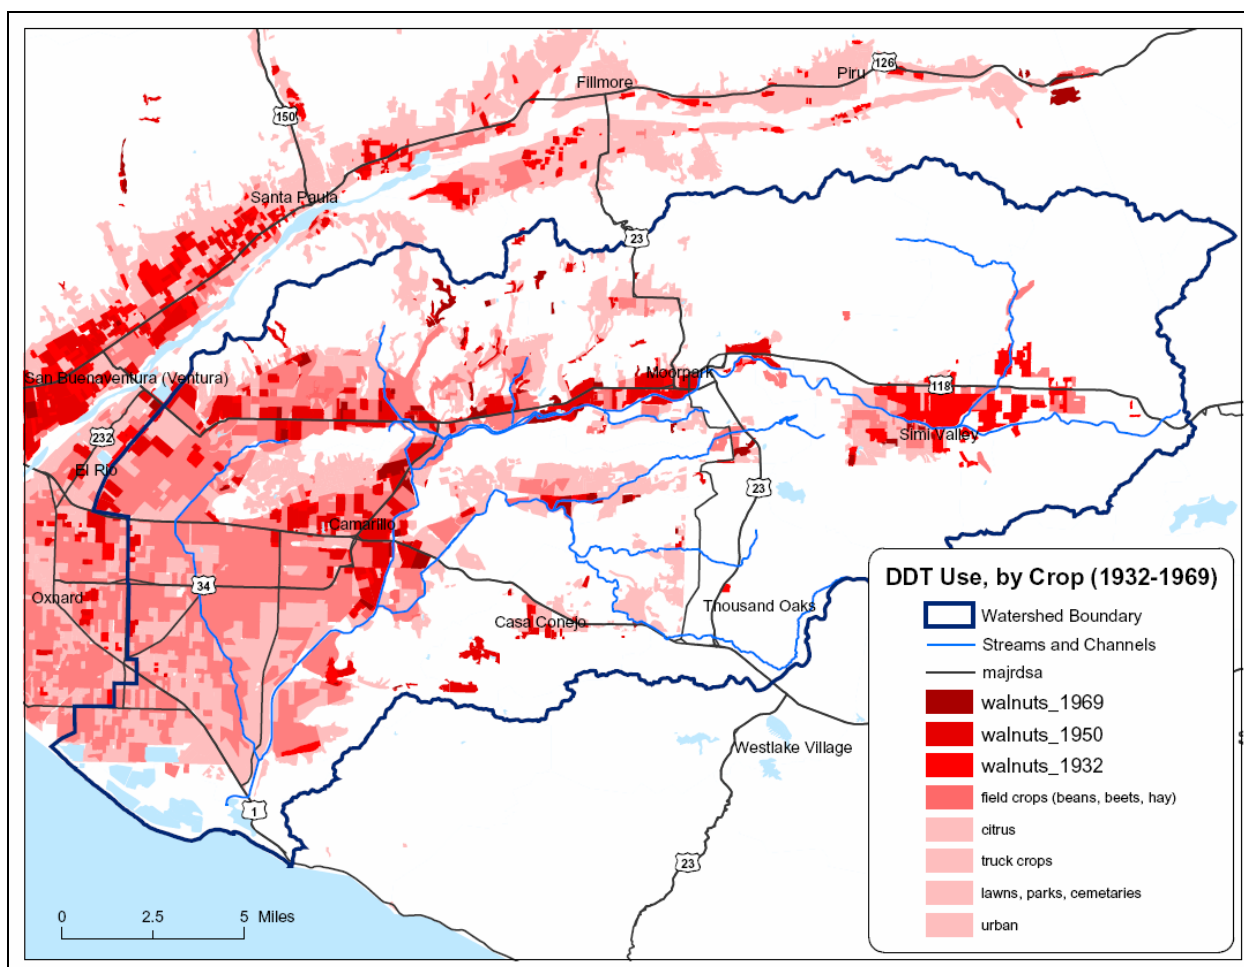 Fillmore
Piru
126
150
Santa Paula
23
San Buenaventura (Ventura)
Moorpark
118
232
Simi Valley
El Rio
23
Camarillo
34
Oxnard
Thousand Oaks
Casa Conejo
Westlake Village
1
23
S
DDT Use, by Crop (1932-1969)
Watershed Boundary
Streams and Channels
majrdsa
walnuts_1969
walnuts_1950
walnuts_1932
field crops (beans, beets, hay)
citrus
truck crops
lawns, parks, cemetaries
urban
0 2.5 5 Miles